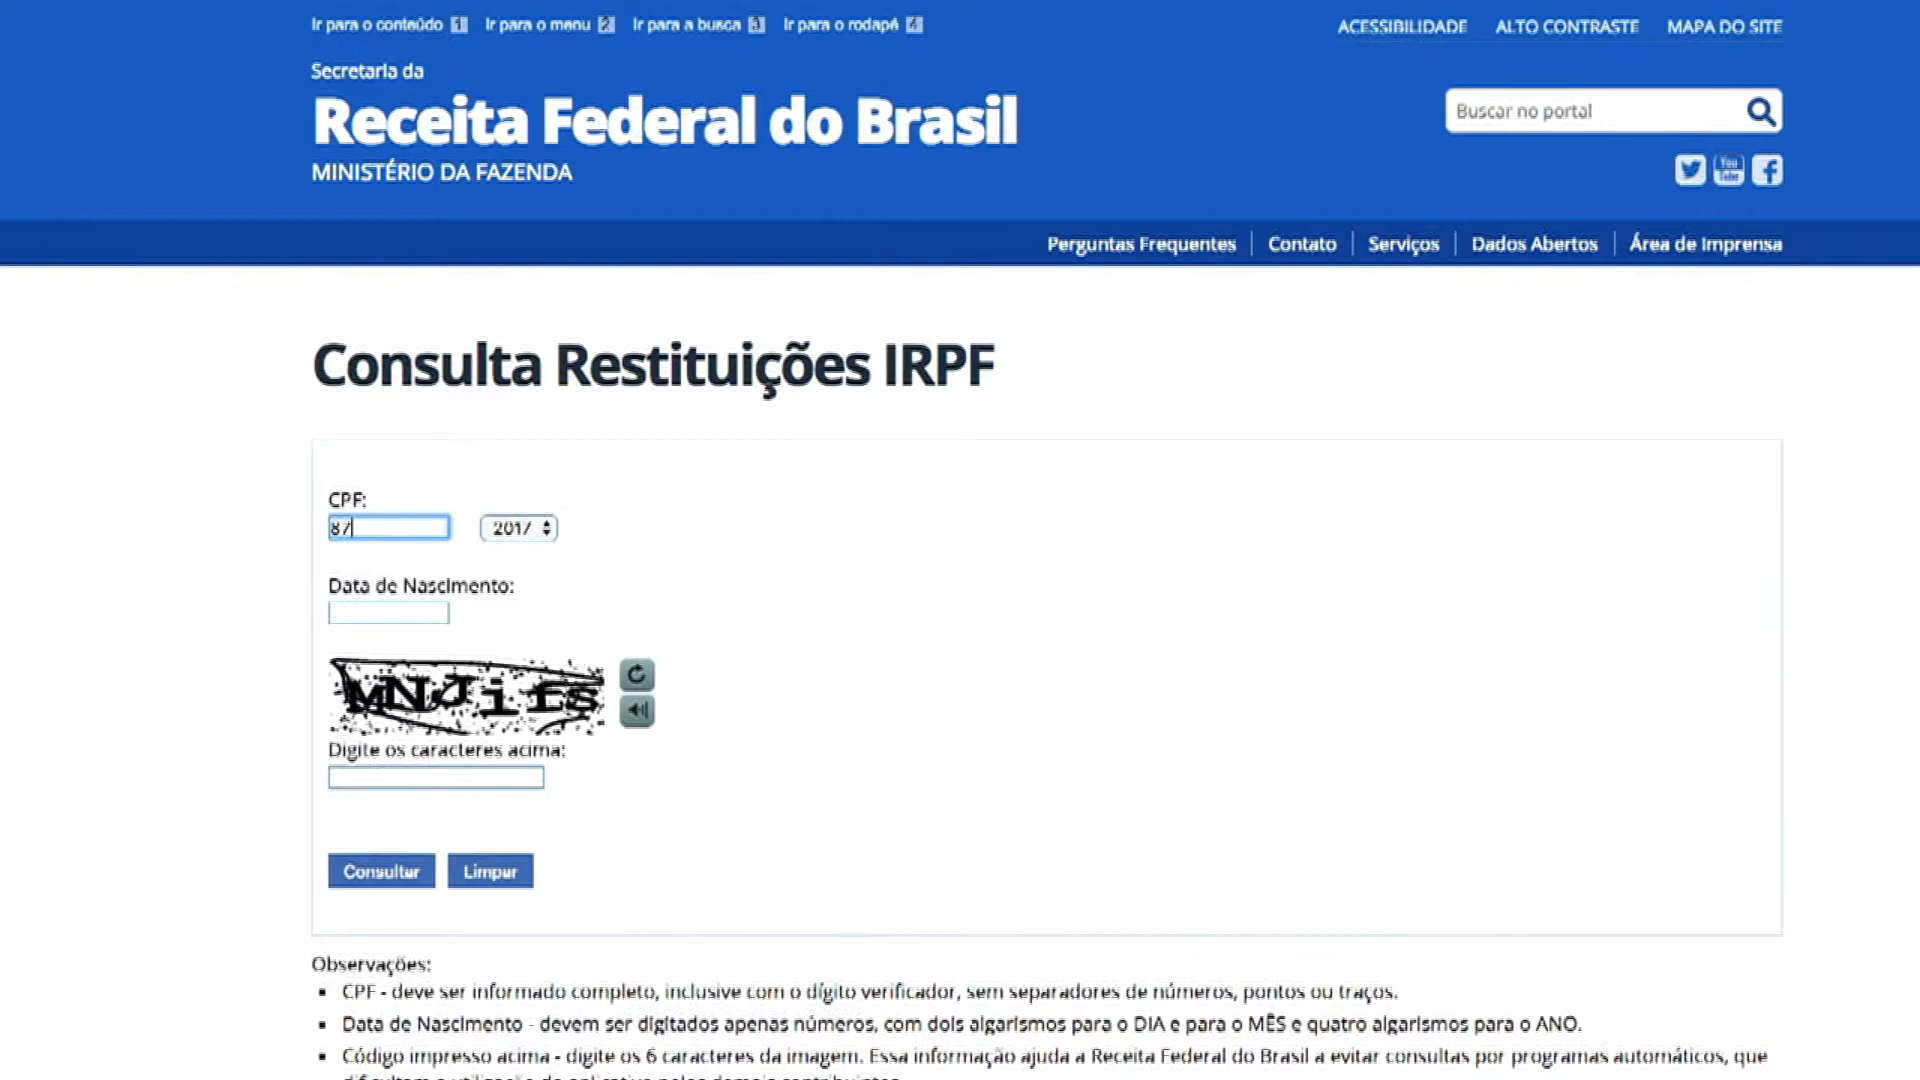 Ir para o conteúdo 1 Ir para o menu 2 Ir para a busca 3 Ir para o rodapé 4
ACESSIBILIDADE ALTO CONTRASTE MAPA DO SITE
Secretaria da
Receita Federal do Brasil
MINISTÉRIO DA FAZENDA
Buscar no portal
You Tube
Perguntas Frequentes Contato Serviços Dados Abertos Área de Imprensa
Consulta Restituições IRPF
CPF:
87 2017
Data de Nascimento:
MNJifs
Digite os caracteres acima:
Consultar Limpar
Observações:
CPF - deve ser informado completo, inclusive com o dígito verificador, sem separadores de números, pontos ou traços.
Data de Nascimento - devem ser digitados apenas números, com dois algarismos para o DIA e para o MÊS e quatro algarismos para o ANO.
Código impresso acima - digite os 6 caracteres da imagem. Essa informação ajuda a Receita Federal do Brasil a evitar consultas por programas automáticos, que